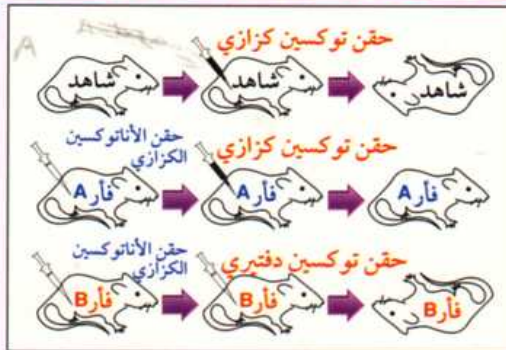 A
حقن توكسين كزازي
شاهد
شاهد
شاهد
حقن الأناتوكسين
الكزازي
حقن توكسين كزازي
فأر A
فأر A
فأر A
حقن الأناتوكسين
الكزازي
حقن توكسين دفتيري
فأر B
فأر B
فأر B